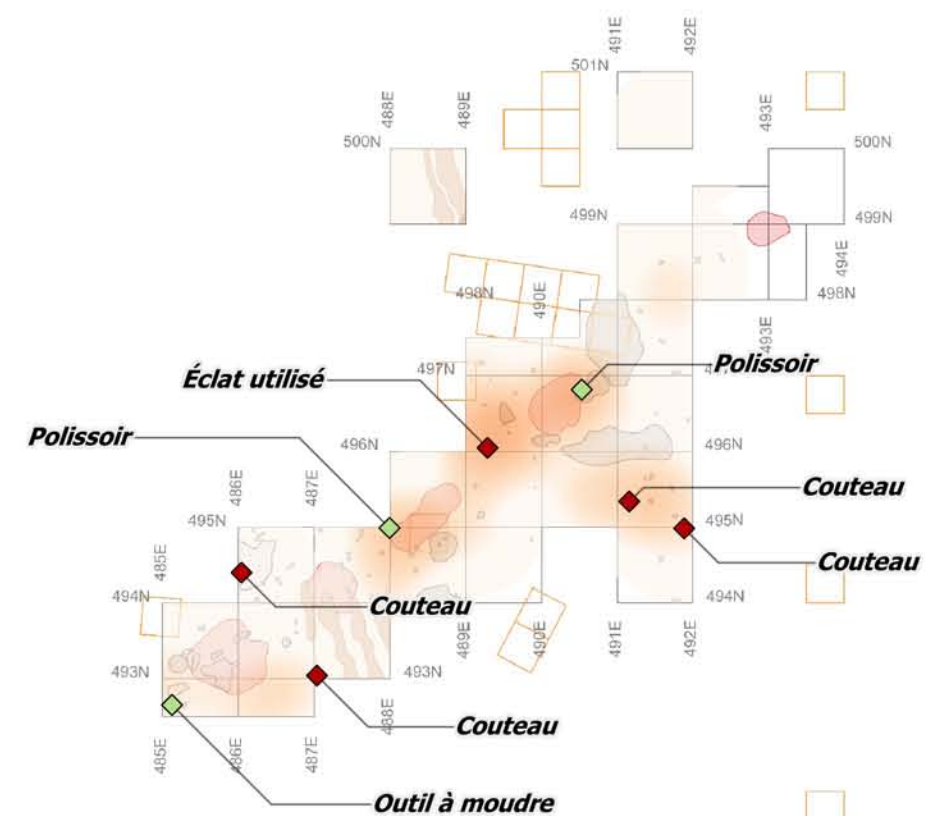 491E
492E
501N
488E
489E
493E
500N
500N
499N
499N
494E
498N
490E
498N
493E
497N
Polissoir
Éclat utilisé
Polissoir
496N
496N
486E
487E
Couteau
495N
495N
485E
Couteau
494N
Couteau
494N
489E
490E
491E
492E
493N
493N
488E
Couteau
485E
486E
487E
Outil à moudre